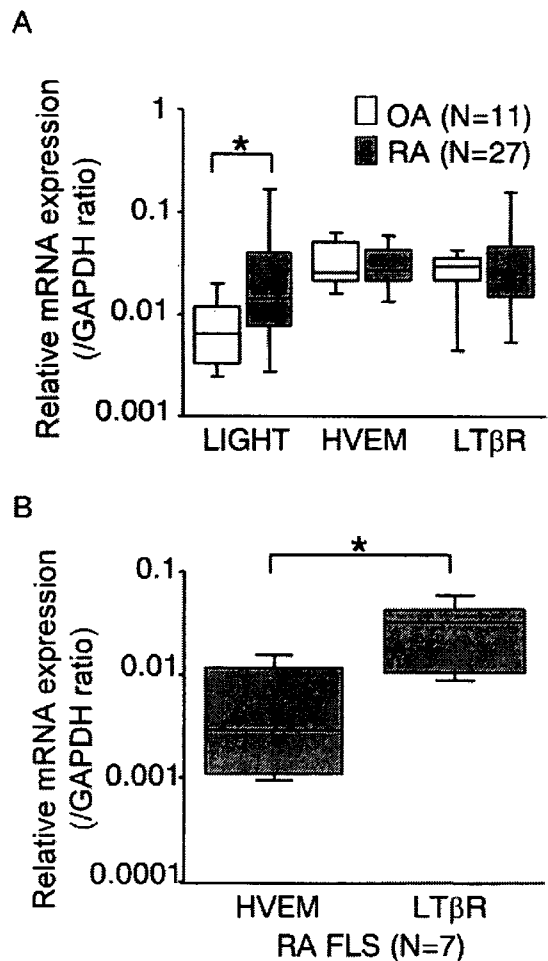 A
Relative mRNA expression
(/GAPDH ratio)
1
0.1
0.01
0.001
*
OA (N=11)
RA (N=27)
LIGHT HVEM LTβR
B
Relative mRNA expression
(/GAPDH ratio)
0.1
0.01
0.001
0.0001
*
HVEM LTβR
RA FLS (N=7)